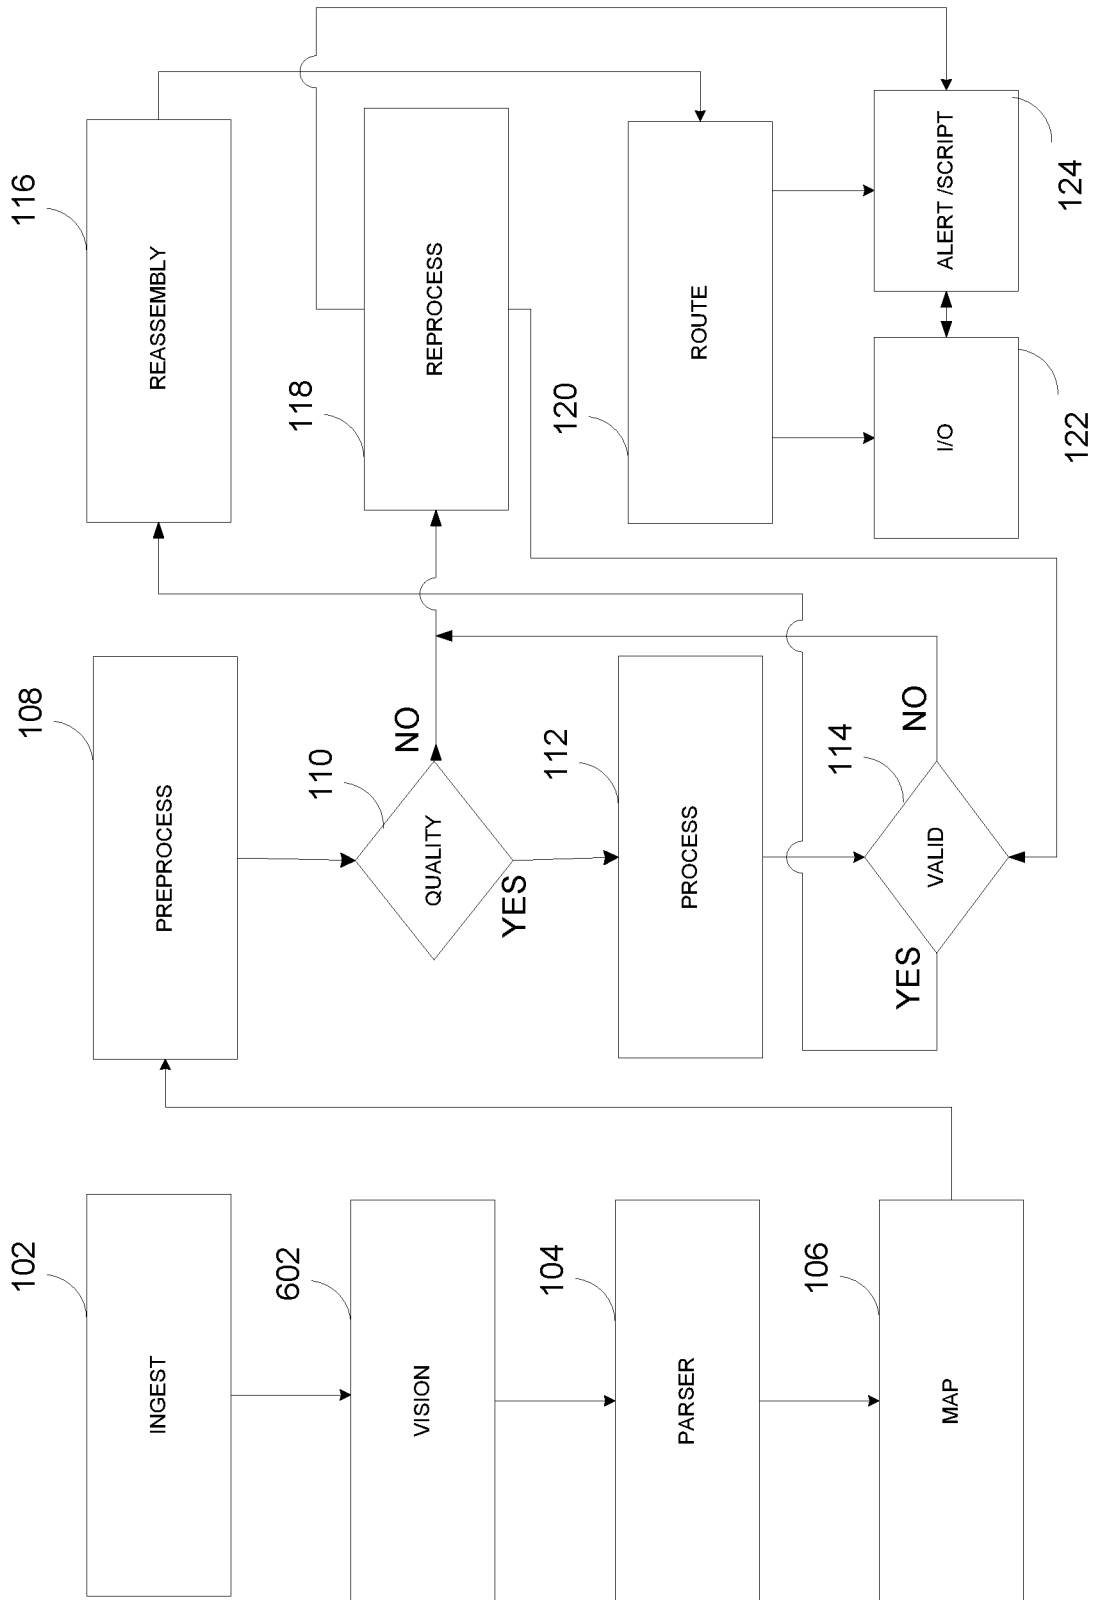 102
INGEST
602
VISION
104
PARSER
106
MAP
108
PREPROCESS
110
QUALITY
NO
YES
112
PROCESS
114
VALID
NO
YES
116
REASSEMBLY
118
REPROCESS
120
ROUTE
I/O
122
ALERT /SCRIPT
124